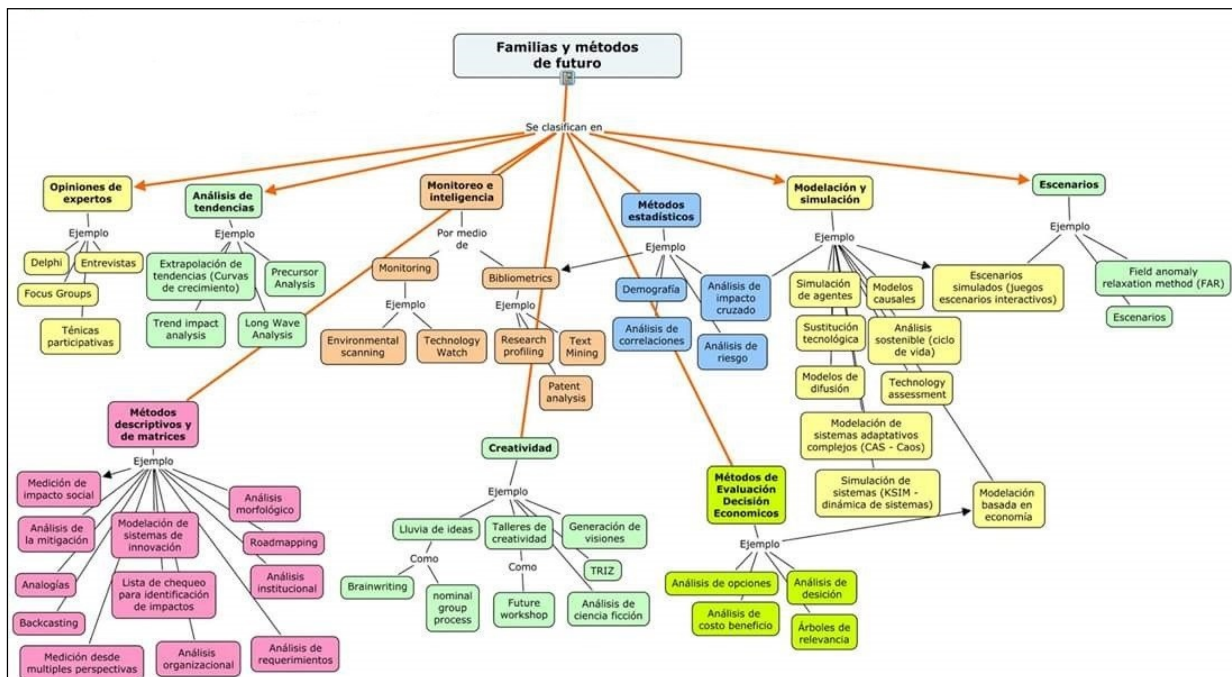 Familias y métodos
de futuro
Se clasifican en
Opiniones de
expertos
Ejemplo
Delphi
Entrevistas
Focus Groups
Ténicas
participativas
Análisis de
tendencias
Ejemplo
Extrapolación de
tendencias (Curvas
de crecimiento)
Precursor
Analysis
Trend impact
analysis
Long Wave
Analysis
Monitoreo e
inteligencia
Por medio
de
Monitoring
Ejemplo
Environmental
scanning
Technology
Watch
Bibliometrics
Ejemplo
Research
profiling
Text
Mining
Patent
analysis
Métodos
estadísticos
Ejemplo
Demografía
Análisis de
impacto
cruzado
Análisis de
correlaciones
Análisis de
riesgo
Modelación y
simulación
Ejemplo
Simulación
de agentes
Modelos
causales
Sustitución
tecnológica
Análisis
sostenible (ciclo
de vida)
Modelos de
difusión
Technology
assessment
Modelación de
sistemas adaptativos
complejos (CAS - Caos)
Simulación de
sistemas (KSIM -
dinámica de sistemas)
Modelación
basada en
economía
Escenarios
Ejemplo
Escenarios
simulados (juegos
escenarios interactivos)
Field anomaly
relaxation method (FAR)
Escenarios
Métodos
descriptivos y
de matrices
Ejemplo
Medición de
impacto social
Análisis
morfológico
Análisis de
la mitigación
Modelación de
sistemas de
innovación
Roadmapping
Analogías
Lista de chequeo
para identificación
de impactos
Análisis
institucional
Backcasting
Medición desde
multiples perspectivas
Análisis
organizacional
Análisis de
requerimientos
Creatividad
Ejemplo
Lluvia de ideas
Talleres de
creatividad
Generación de
visiones
Como
Brainwriting
nominal
group
process
Como
Future
workshop
TRIZ
Análisis de
ciencia ficción
Métodos de
Evaluación
Decisión
Economicos
Ejemplo
Análisis de opciones
Análisis de
desición
Análisis de
costo beneficio
Árboles de
relevancia